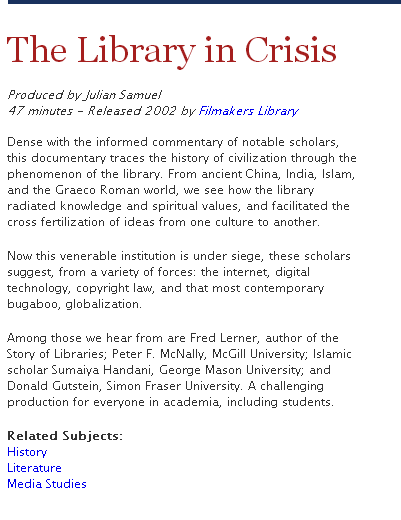 The Library in Crisis
Produced by Julian Samuel
47 minutes - Released 2002 by Filmakers Library
Dense with the informed commentary of notable scholars,
this documentary traces the history of civilization through the
phenomenon of the library. From ancient China, India, Islam,
and the Graeco Roman world, we see how the library
radiated knowledge and spiritual values, and facilitated the
cross fertilization of ideas from one culture to another.
Now this venerable institution is under siege, these scholars
suggest, from a variety of forces: the internet, digital
technology, copyright law, and that most contemporary
bugaboo, globalization.
Among those we hear from are Fred Lerner, author of the
Story of Libraries; Peter F. McNally, McGill University; Islamic
scholar Sumaiya Handani, George Mason University; and
Donald Gutstein, Simon Fraser University. A challenging
production for everyone in academia, including students.
Related Subjects:
History
Literature
Media Studies